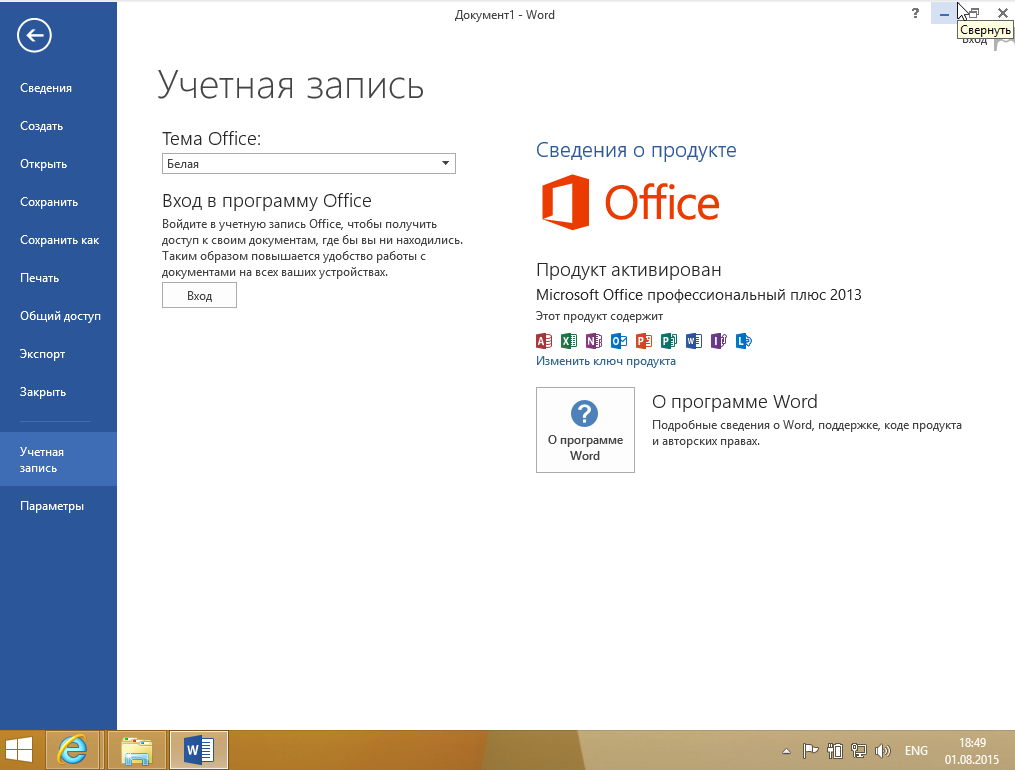 Документ1 - Word
?
Свернуть
Вход
Сведения
Создать
Открыть
Сохранить
Сохранить как
Печать
Общий доступ
Экспорт
Закрыть
Учетная
запись
Параметры
Учетная запись
Тема Office:
Белая
Вход в программу Office
Войдите в учетную запись Office, чтобы получить
доступ к своим документам, где бы вы ни находились.
Таким образом повышается удобство работы с
документами на всех ваших устройствах.
Вход
Сведения о продукте
Office
Продукт активирован
Microsoft Office профессиональный плюс 2013
Этот продукт содержит
Изменить ключ продукта
?
О программе
Word
О программе Word
Подробные сведения о Word, поддержке, коде продукта
и авторских правах.
ENG
18:49
01.08.2015